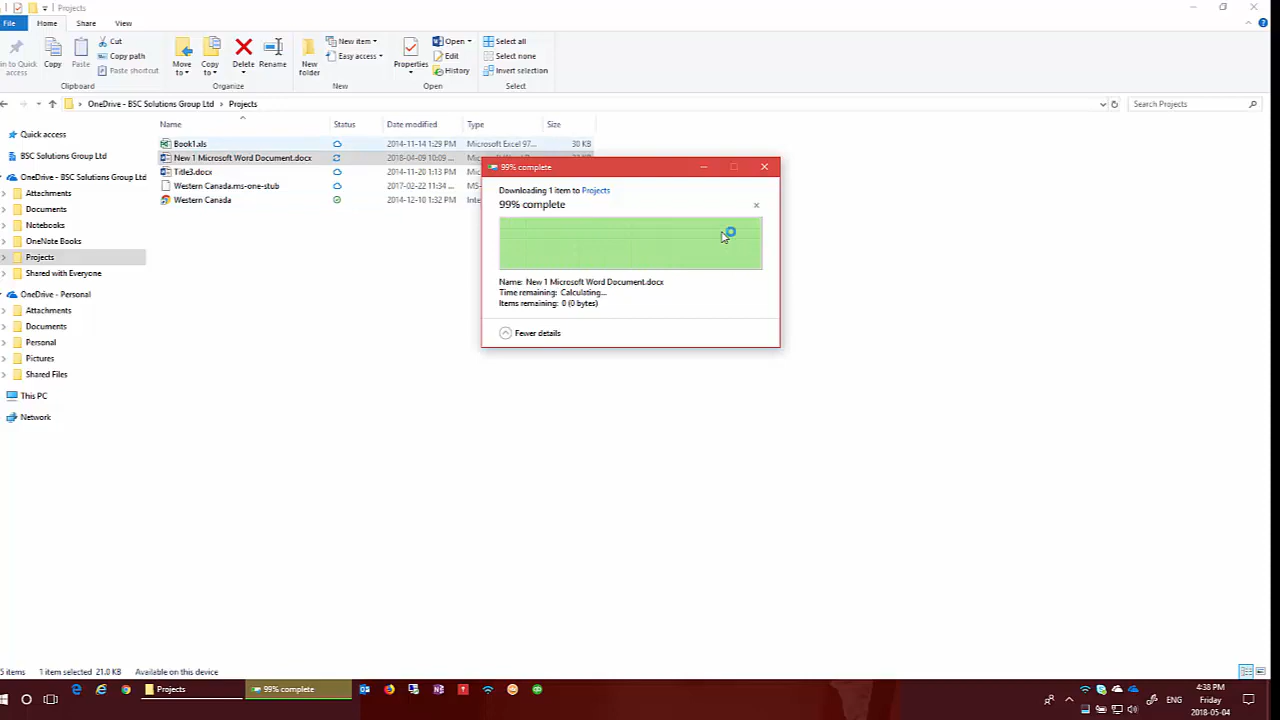 Projects
File Home Share View
in to Quick access
Copy
Paste
Cut
Copy path
Paste shortcut
Clipboard
Move to
Copy to
Delete
Rename
Organize
New folder
New item
Easy access
New
Properties
Open
Edit
History
Open
Select all
Select none
Invert selection
Select
OneDrive - BSC Solutions Group Ltd > Projects
Search Projects
Name Status Date modified Type Size
Book1.xls 2014-11-14 1:29 PM Microsoft Excel 97... 30 KB
New 1 Microsoft Word Document.docx 2018-04-09 10:09 ...
Title3.docx 2014-11-20 1:13 PM Mic
Western Canada.ms-one-stub 2017-02-22 11:34 ... MS-
Western Canada 2014-12-10 1:32 PM Inte
Quick access
BSC Solutions Group Ltd
OneDrive - BSC Solutions Group Ltd
Attachments
Documents
Notebooks
OneNote Books
Projects
Shared with Everyone
OneDrive - Personal
Attachments
Documents
Personal
Pictures
Shared Files
This PC
Network
99% complete
Downloading 1 item to Projects
99% complete
Name: New 1 Microsoft Word Document.docx
Time remaining: Calculating...
Items remaining: 0 (0 bytes)
Fewer details
5 items 1 item selected 21.0 KB Available on this device
Projects
99% complete
ENG
4:38 PM
Friday
2018-05-04